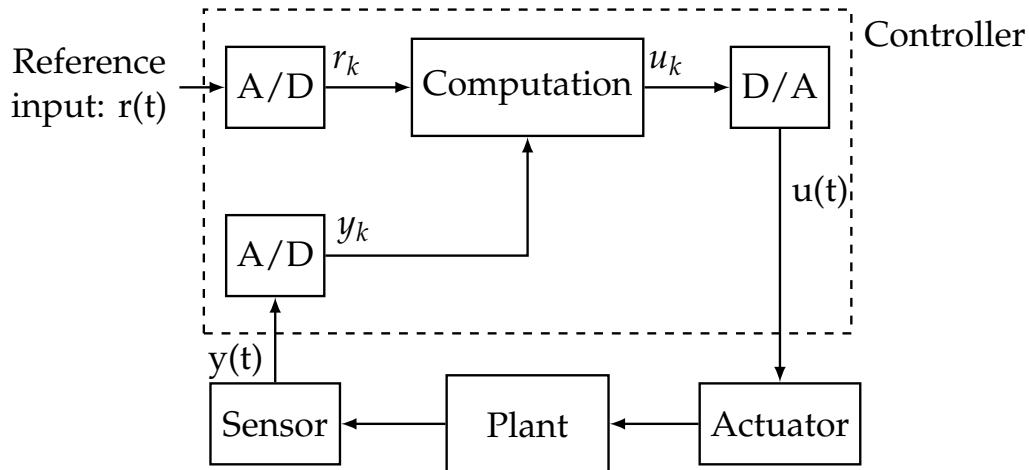 Controller
Reference
input: r(t)
A/D
r_k
Computation
u_k
D/A
u(t)
A/D
y_k
y(t)
Sensor
Plant
Actuator